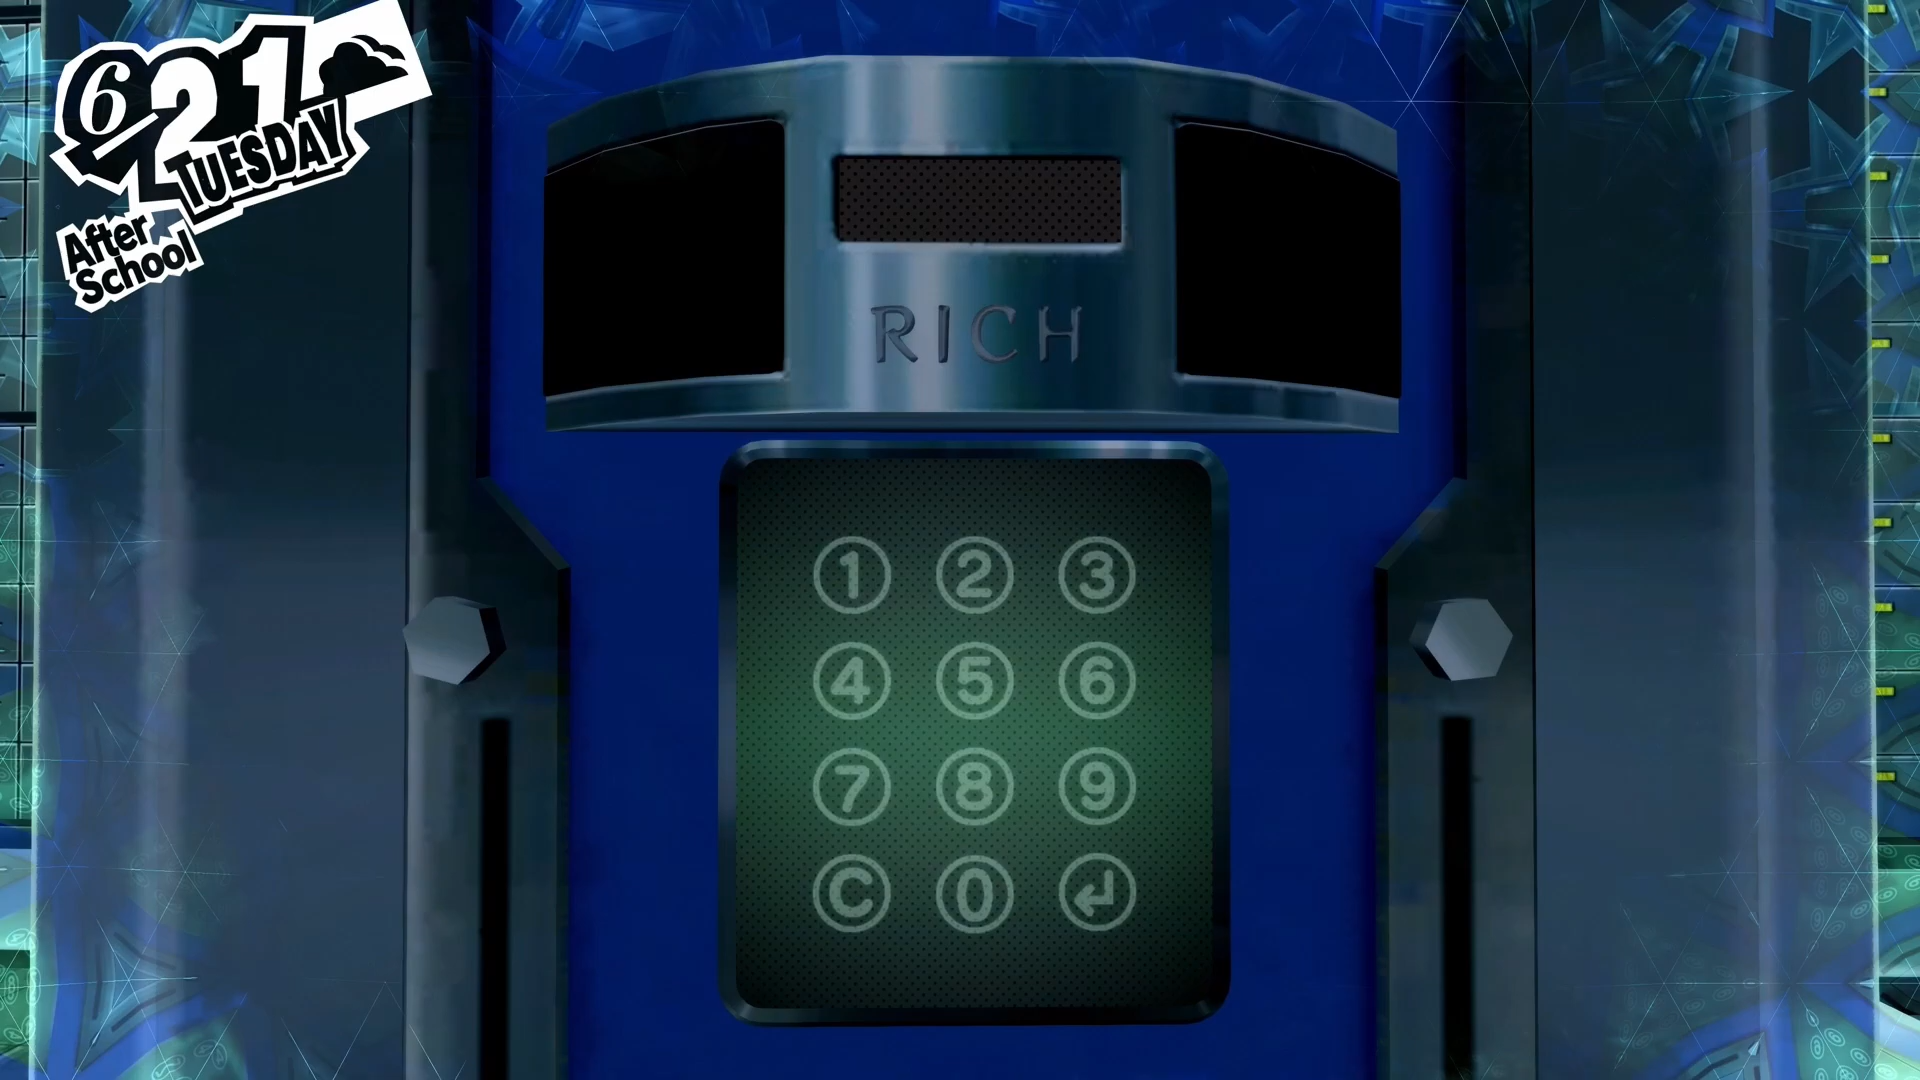 6/21
TUESDAY
After
School
RICH
1 2 3
4 5 6
7 8 9
C 0 ↵